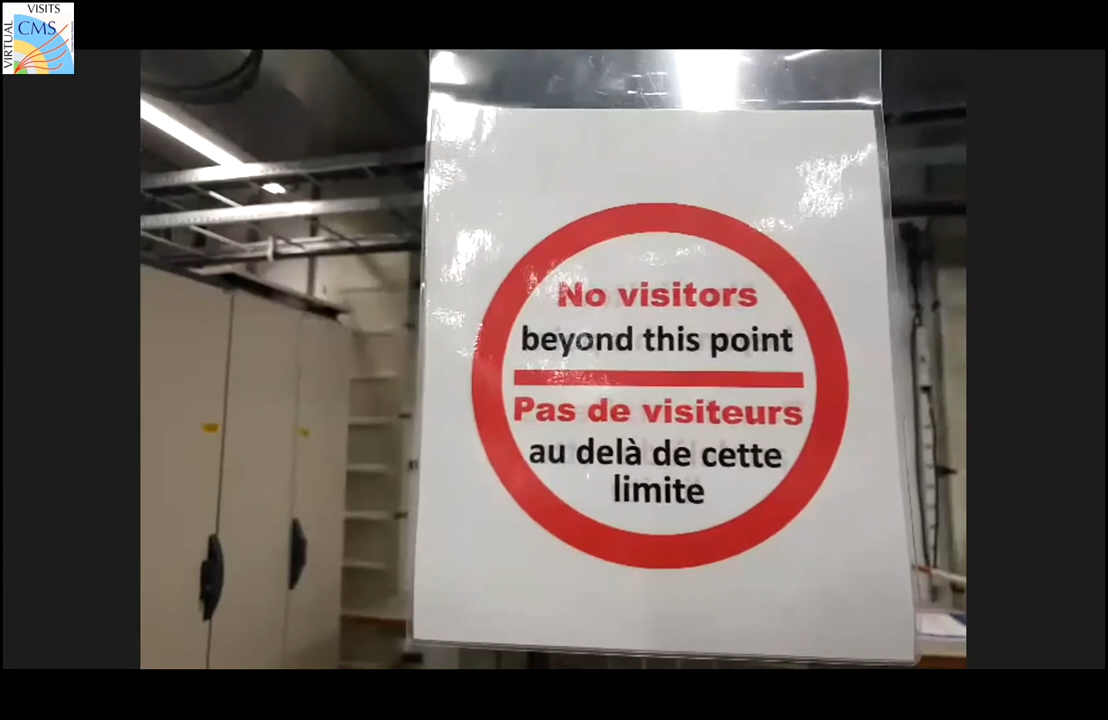 VISITS
CMS
VIRTUAL
No visitors
beyond this point
Pas de visiteurs
au delà de cette
limite